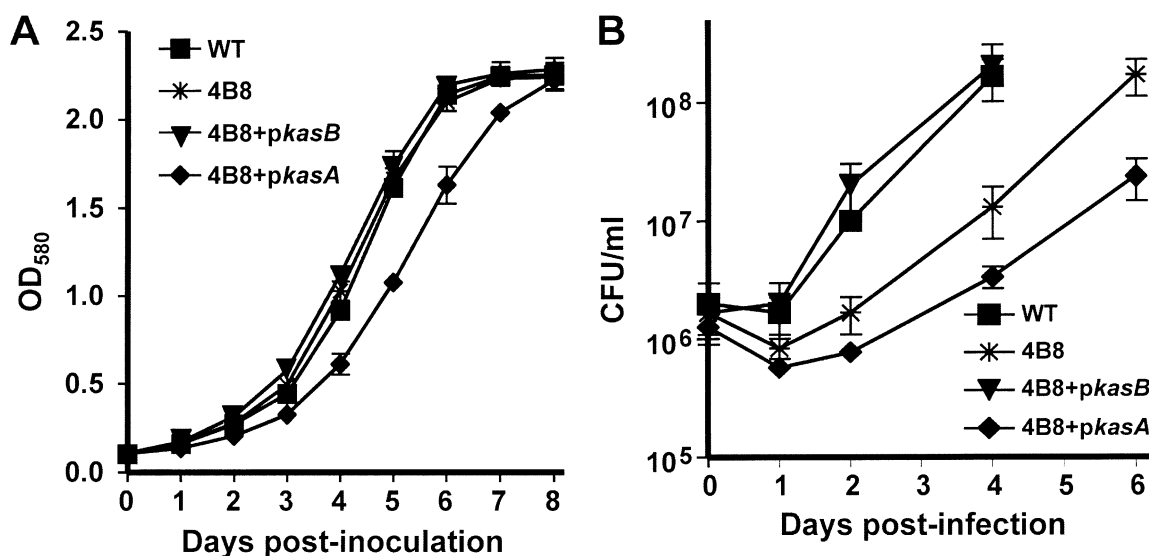 A
WT
4B8
4B8+pkasB
4B8+pkasA
2.5
2.0
1.5
1.0
0.5
0.0
OD580
0 1 2 3 4 5 6 7 8
Days post-inoculation
B
10^8
10^7
10^6
10^5
CFU/ml
WT
4B8
4B8+pkasB
4B8+pkasA
0 1 2 3 4 5 6
Days post-infection